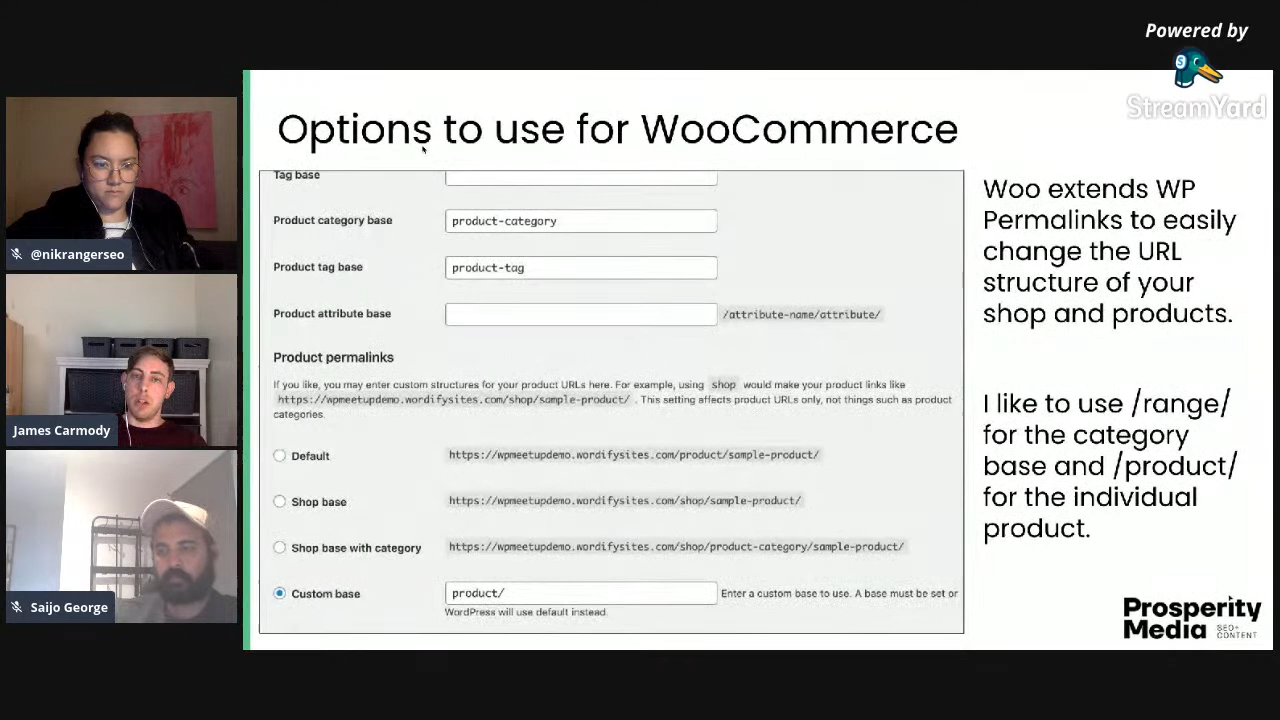 Powered by
StreamYard
@nikrangerseo
James Carmody
Saijo George
Options to use for WooCommerce
Tag base
Product category base
product-category
Product tag base
product-tag
Product attribute base
/attribute-name/attribute/
Product permalinks
If you like, you may enter custom structures for your product URLs here. For example, using shop would make your product links like
https://wpmeetupdemo.wordifysites.com/shop/sample-product/ . This setting affects product URLs only, not things such as product
categories.
Default
https://wpmeetupdemo.wordifysites.com/product/sample-product/
Shop base
https://wpmeetupdemo.wordifysites.com/shop/sample-product/
Shop base with category
https://wpmeetupdemo.wordifysites.com/shop/product-category/sample-product/
Custom base
product/
Enter a custom base to use. A base must be set or
WordPress will use default instead.
Woo extends WP
Permalinks to easily
change the URL
structure of your
shop and products.
I like to use /range/
for the category
base and /product/
for the individual
product.
Prosperity
Media SEO+
CONTENT